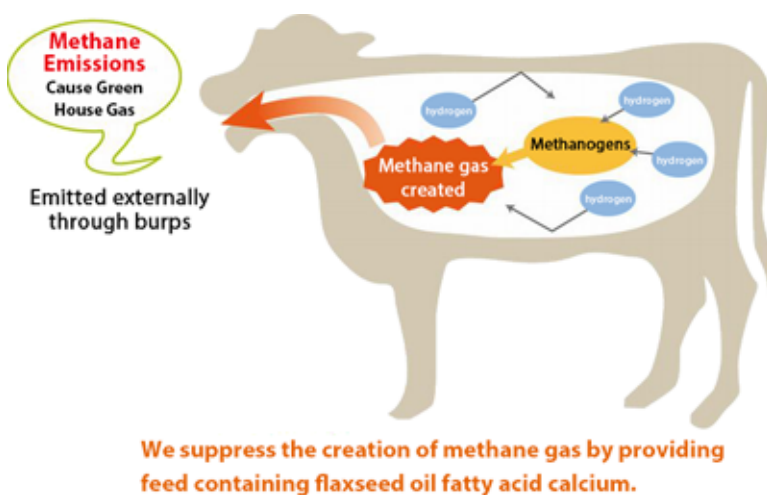 Methane
Emissions
Cause Green
House Gas
Emitted externally
through burps
hydrogen
hydrogen
Methanogens
hydrogen
Methane gas
created
hydrogen
We suppress the creation of methane gas by providing
feed containing flaxseed oil fatty acid calcium.